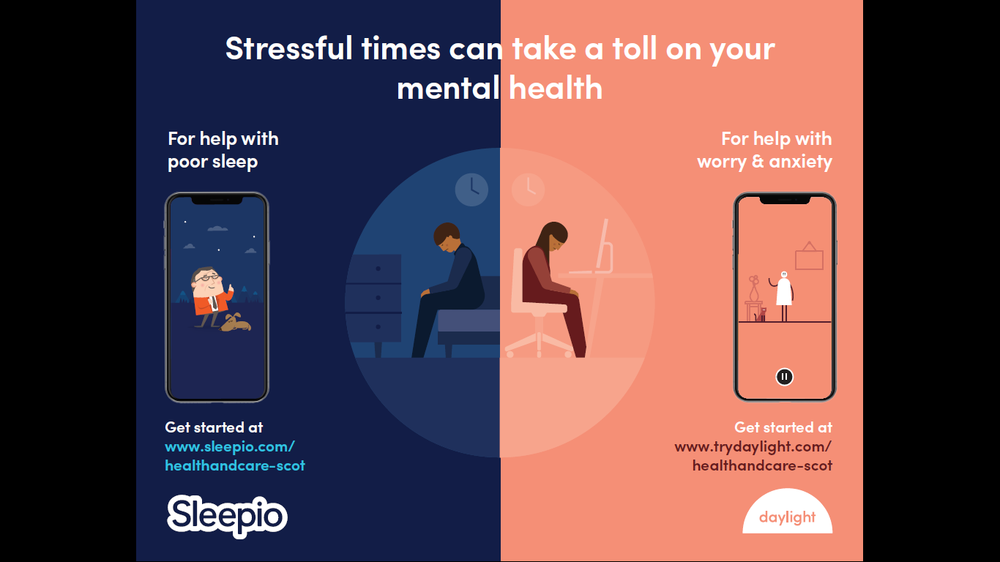 Stressful times can take a toll on your
mental health
For help with
poor sleep
For help with
worry & anxiety
Get started at
www.sleepio.com/
healthandcare-scot
Get started at
www.trydaylight.com/
healthandcare-scot
Sleepio
daylight